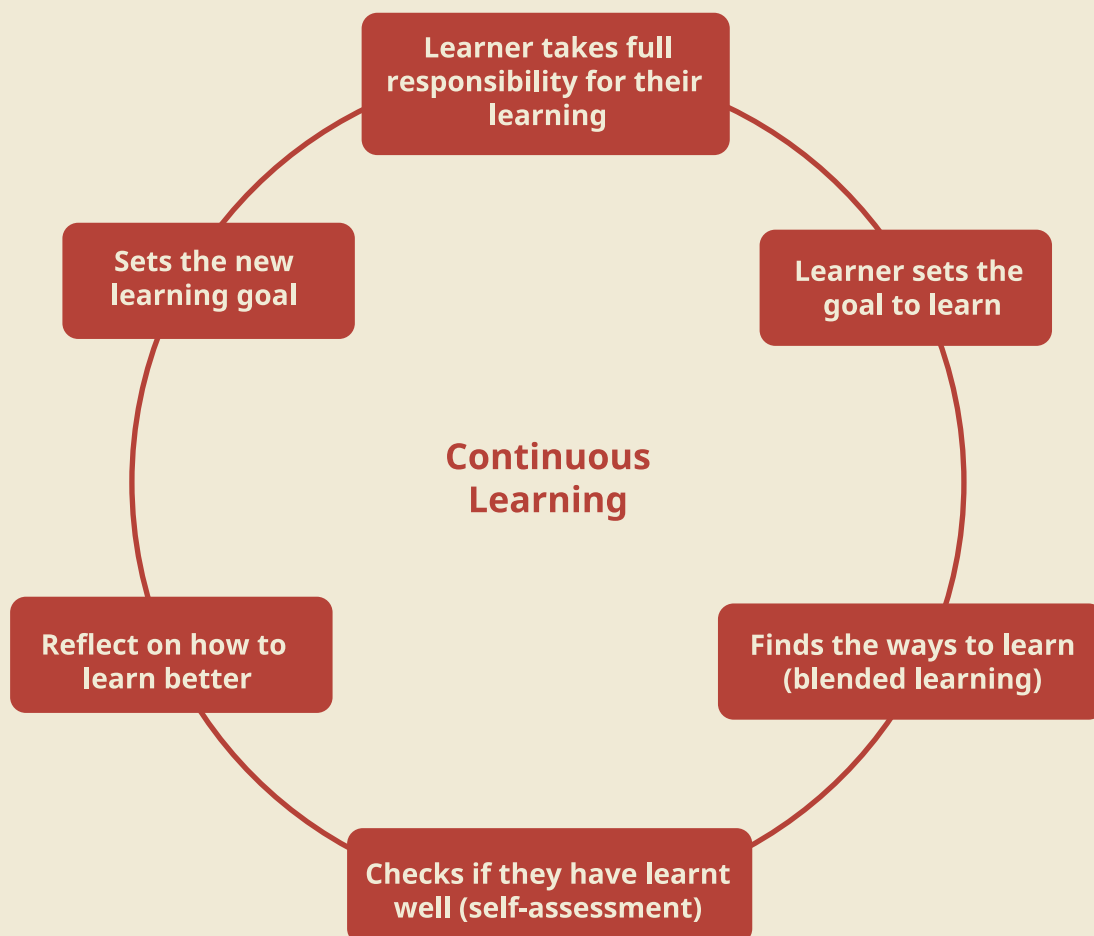 Learner takes full
responsibility for their
learning
Learner sets the
goal to learn
Finds the ways to learn
(blended learning)
Checks if they have learnt
well (self-assessment)
Reflect on how to
learn better
Sets the new
learning goal
Continuous
Learning